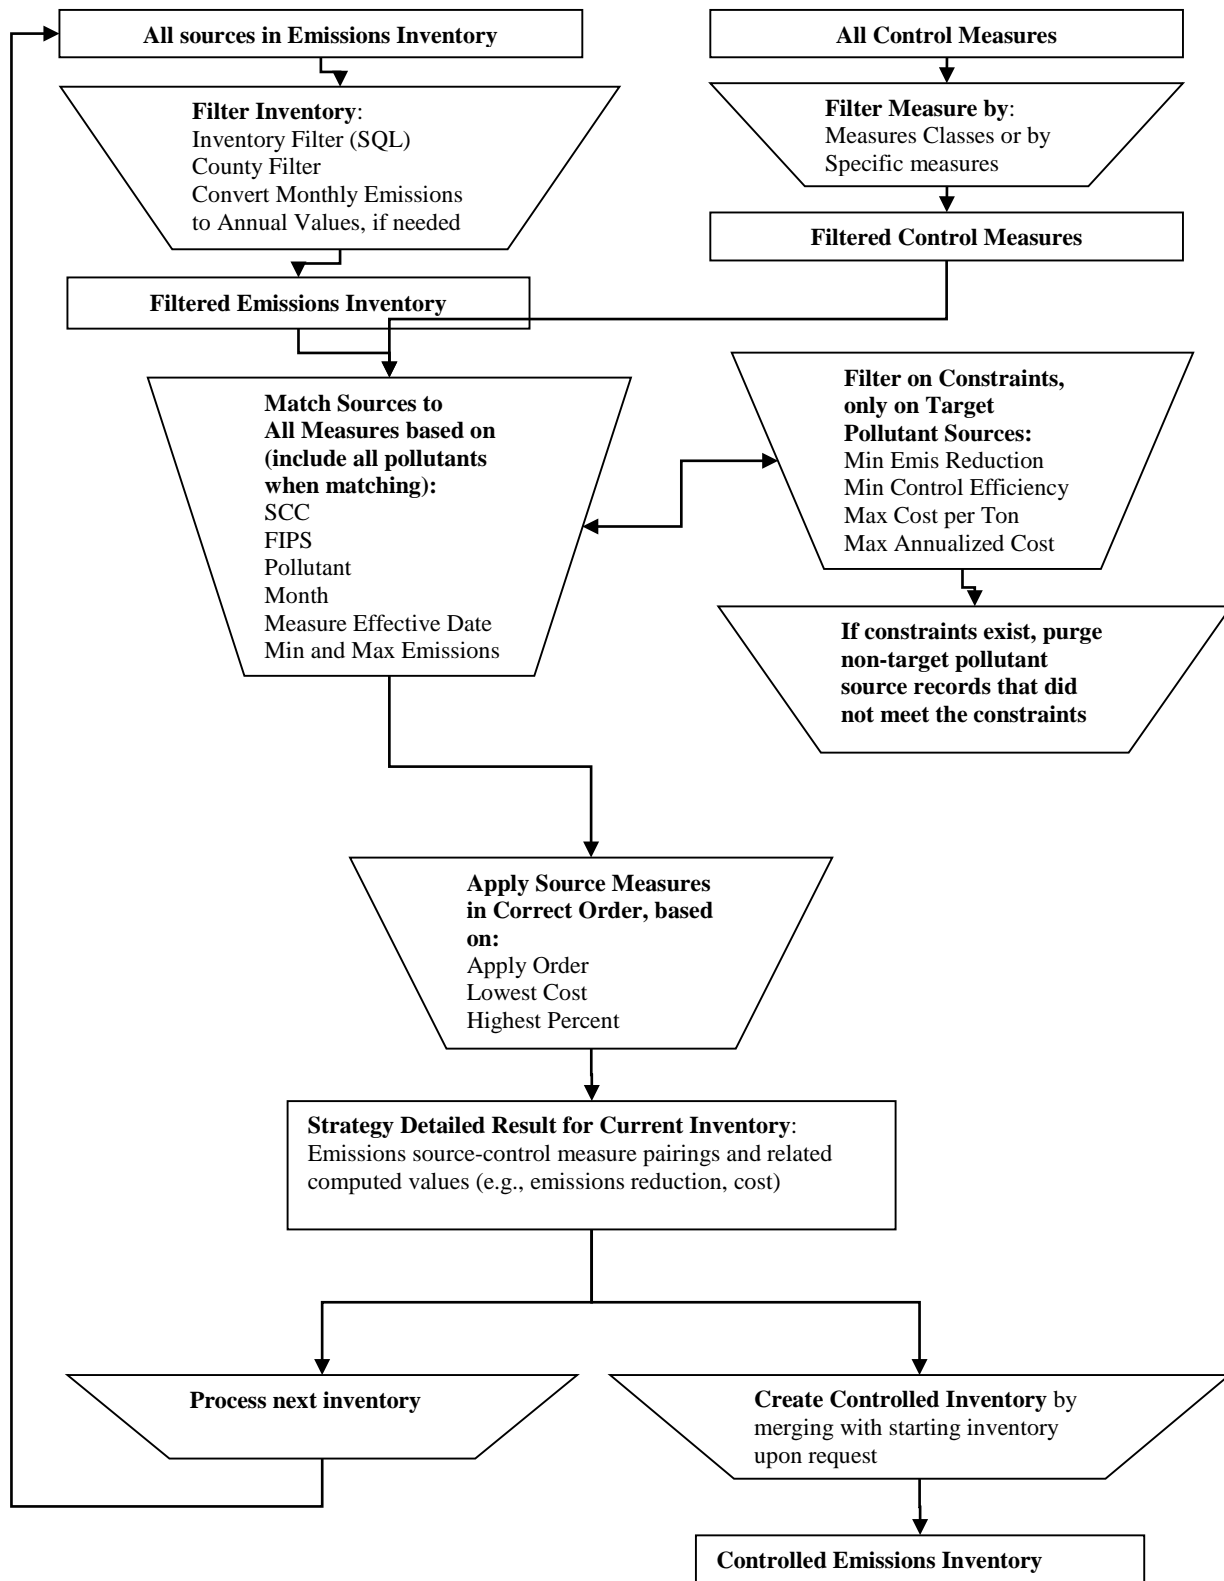 All sources in Emissions Inventory
All Control Measures
Filter Inventory:
Inventory Filter (SQL)
County Filter
Convert Monthly Emissions
to Annual Values, if needed
Filter Measure by:
Measures Classes or by
Specific measures
Filtered Control Measures
Filtered Emissions Inventory
Match Sources to
All Measures based on
(include all pollutants
when matching):
SCC
FIPS
Pollutant
Month
Measure Effective Date
Min and Max Emissions
Filter on Constraints,
only on Target
Pollutant Sources:
Min Emis Reduction
Min Control Efficiency
Max Cost per Ton
Max Annualized Cost
If constraints exist, purge
non-target pollutant
source records that did
not meet the constraints
Apply Source Measures
in Correct Order, based
on:
Apply Order
Lowest Cost
Highest Percent
Strategy Detailed Result for Current Inventory:
Emissions source-control measure pairings and related
computed values (e.g., emissions reduction, cost)
Process next inventory
Create Controlled Inventory by
merging with starting inventory
upon request
Controlled Emissions Inventory